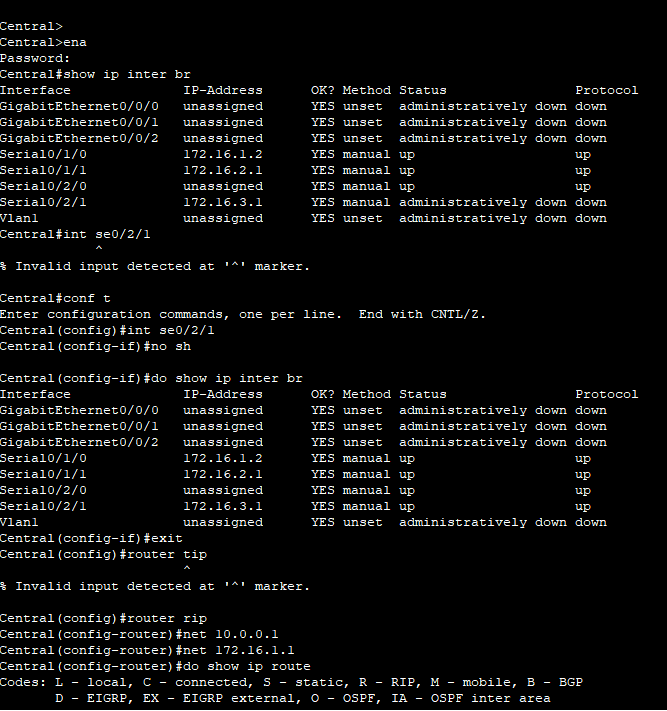 Central>
Central>ena
Password:
Central#show ip inter br
Interface              IP-Address      OK? Method Status                Protocol
GigabitEthernet0/0/0   unassigned      YES unset  administratively down down
GigabitEthernet0/0/1   unassigned      YES unset  administratively down down
GigabitEthernet0/0/2   unassigned      YES unset  administratively down down
Serial0/1/0            172.16.1.2      YES manual up                    up
Serial0/1/1            172.16.2.1      YES manual up                    up
Serial0/2/0            unassigned      YES manual up                    up
Serial0/2/1            172.16.3.1      YES manual administratively down down
Vlan1                  unassigned      YES unset  administratively down down
Central#int se0/2/1
            ^
% Invalid input detected at '^' marker.
Central#conf t
Enter configuration commands, one per line.  End with CNTL/Z.
Central(config)#int se0/2/1
Central(config-if)#no sh
Central(config-if)#do show ip inter br
Interface              IP-Address      OK? Method Status                Protocol
GigabitEthernet0/0/0   unassigned      YES unset  administratively down down
GigabitEthernet0/0/1   unassigned      YES unset  administratively down down
GigabitEthernet0/0/2   unassigned      YES unset  administratively down down
Serial0/1/0            172.16.1.2      YES manual up                    up
Serial0/1/1            172.16.2.1      YES manual up                    up
Serial0/2/0            unassigned      YES manual up                    up
Serial0/2/1            172.16.3.1      YES manual up                    up
Vlan1                  unassigned      YES unset  administratively down down
Central(config-if)#exit
Central(config)#router tip
                       ^
% Invalid input detected at '^' marker.
Central(config)#router rip
Central(config-router)#net 10.0.0.1
Central(config-router)#net 172.16.1.1
Central(config-router)#do show ip route
Codes: L - local, C - connected, S - static, R - RIP, M - mobile, B - BGP
       D - EIGRP, EX - EIGRP external, O - OSPF, IA - OSPF inter area